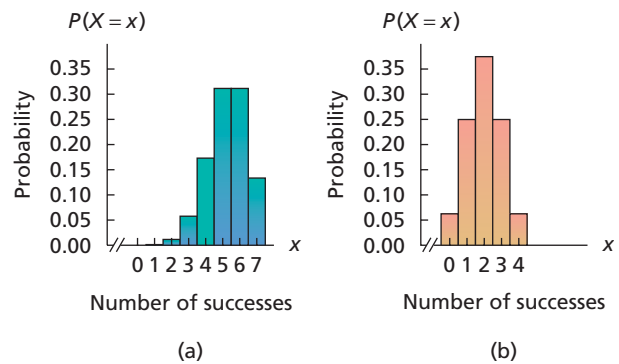 P(X = x)
Probability
0.35
0.30
0.25
0.20
0.15
0.10
0.05
0.00
0 1 2 3 4 5 6 7
x
Number of successes
(a)
P(X = x)
Probability
0.35
0.30
0.25
0.20
0.15
0.10
0.05
0.00
0 1 2 3 4
x
Number of successes
(b)